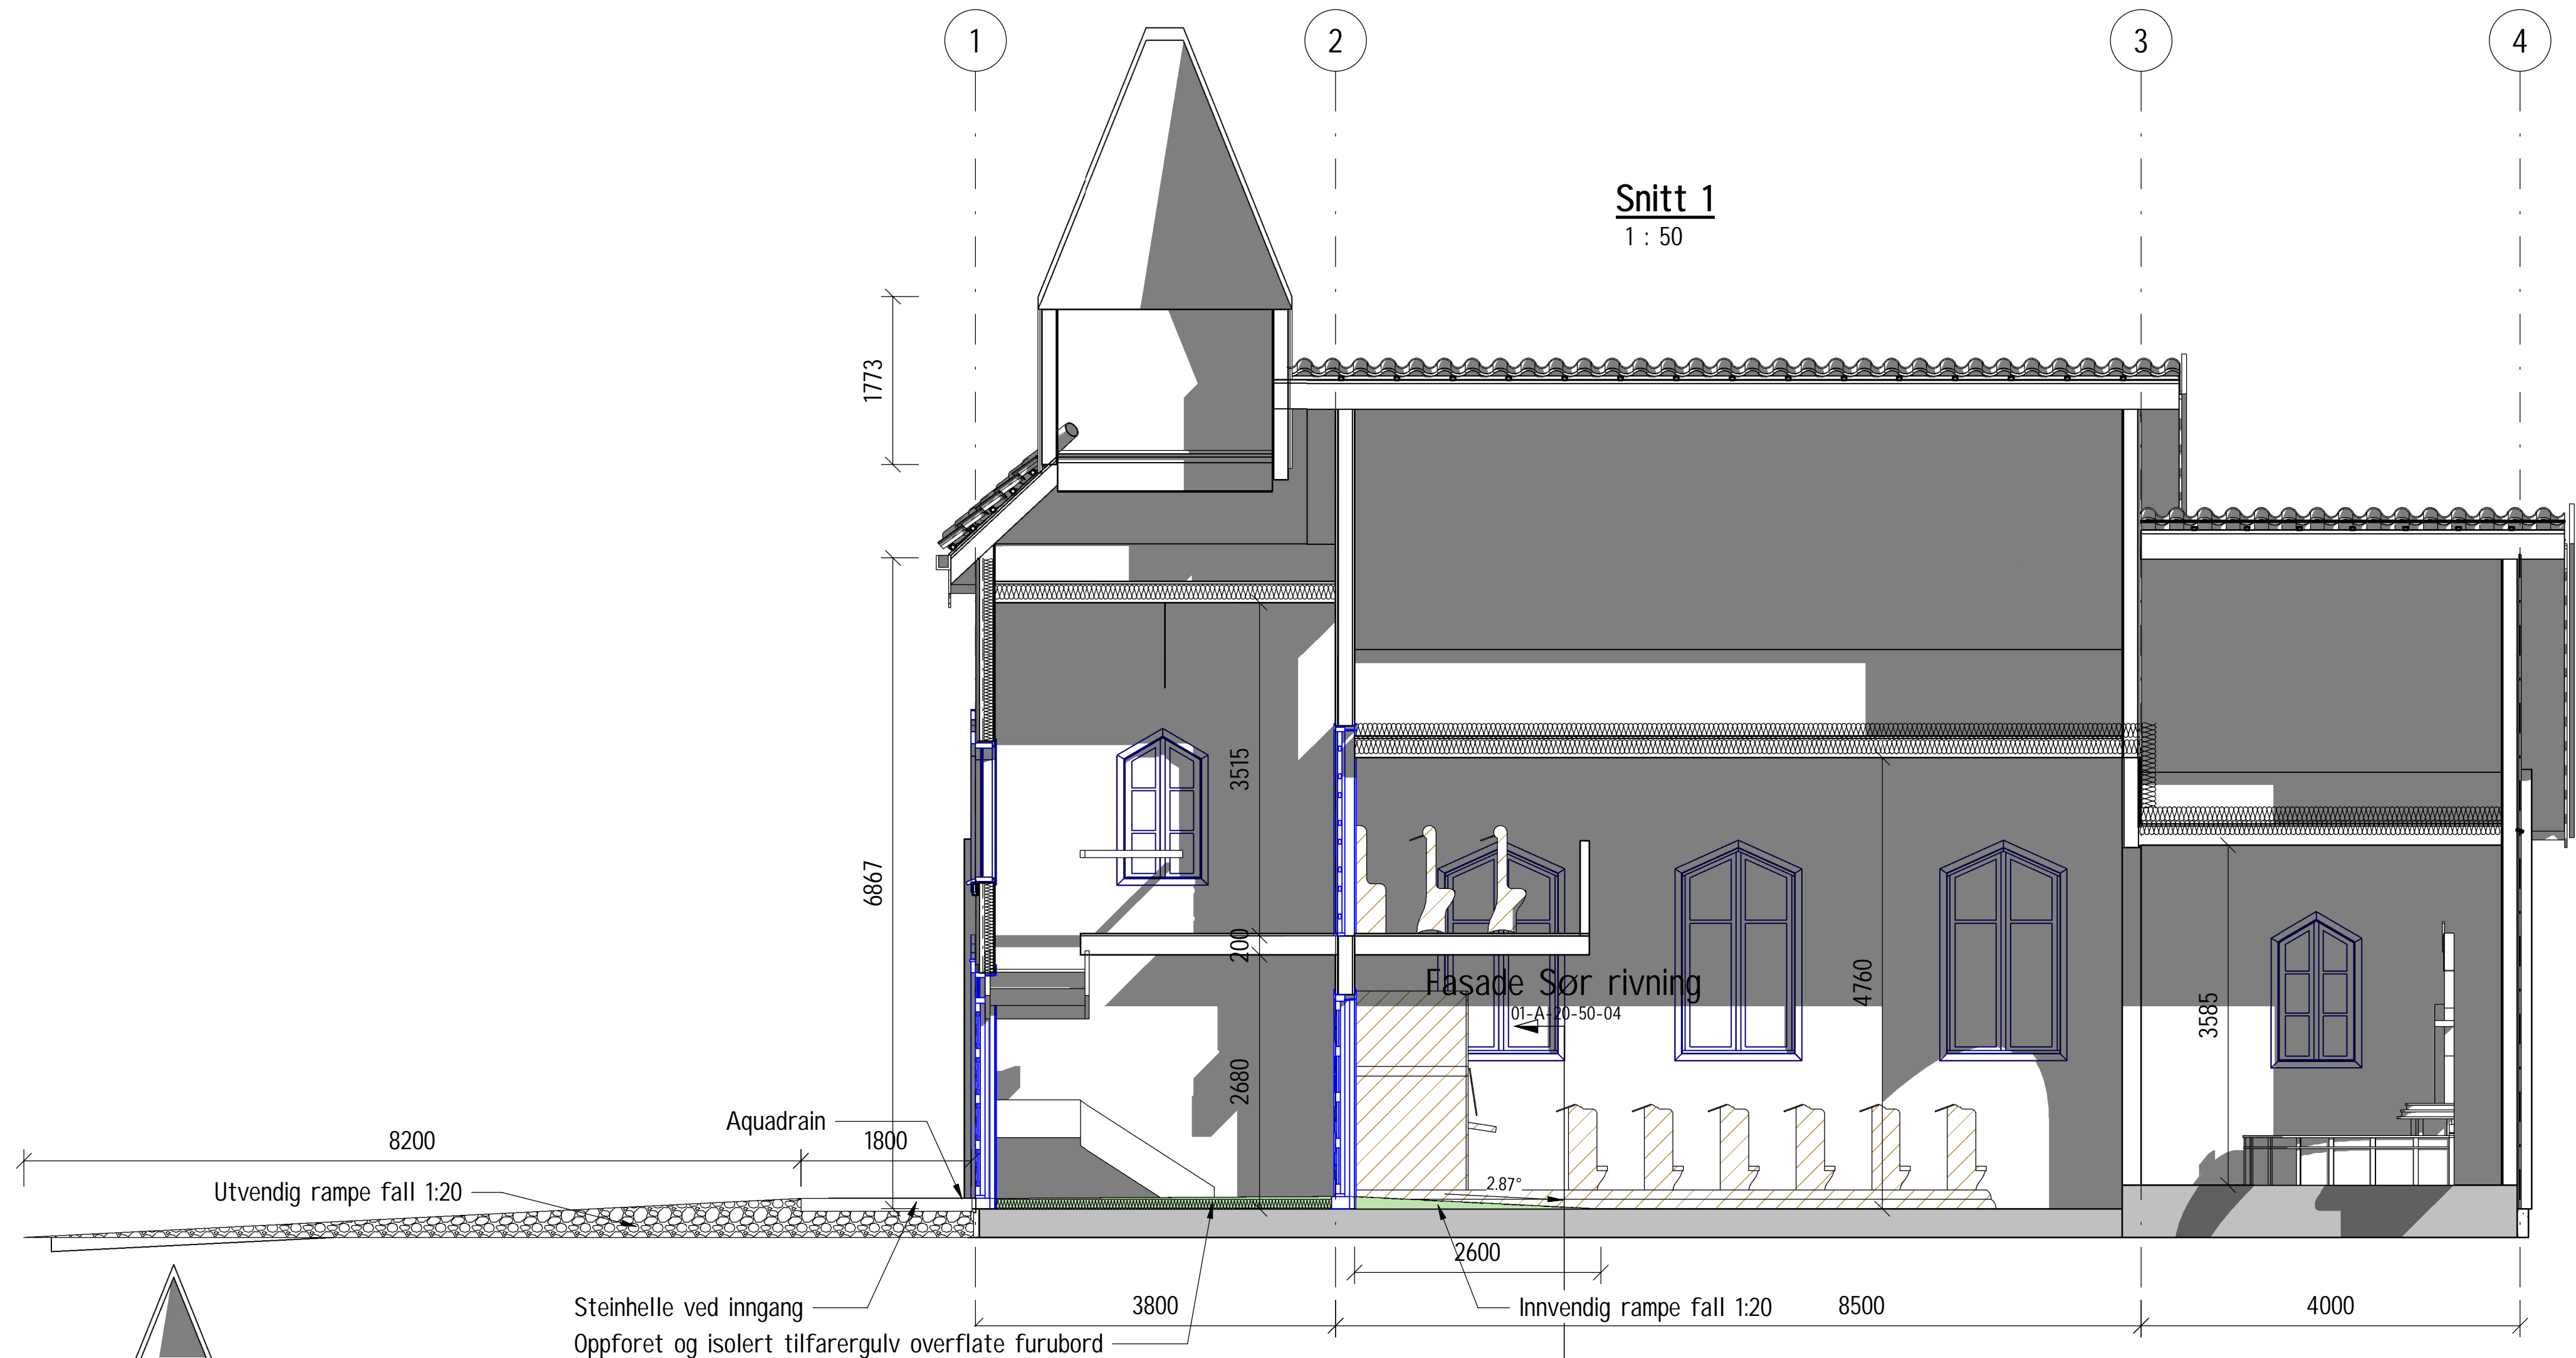 1
2
3
4
Snitt 1
1 : 50
1773
3515
6867
200
4760
Fasade Sør rivning
01-A-20-50-04
3585
2680
Aquadrain
8200
1800
Utvendig rampe fall 1:20
2.87°
2600
Steinhelle ved inngang
3800
Innvendig rampe fall 1:20
8500
4000
Oppforet og isolert tilfarergulv overflate furubord